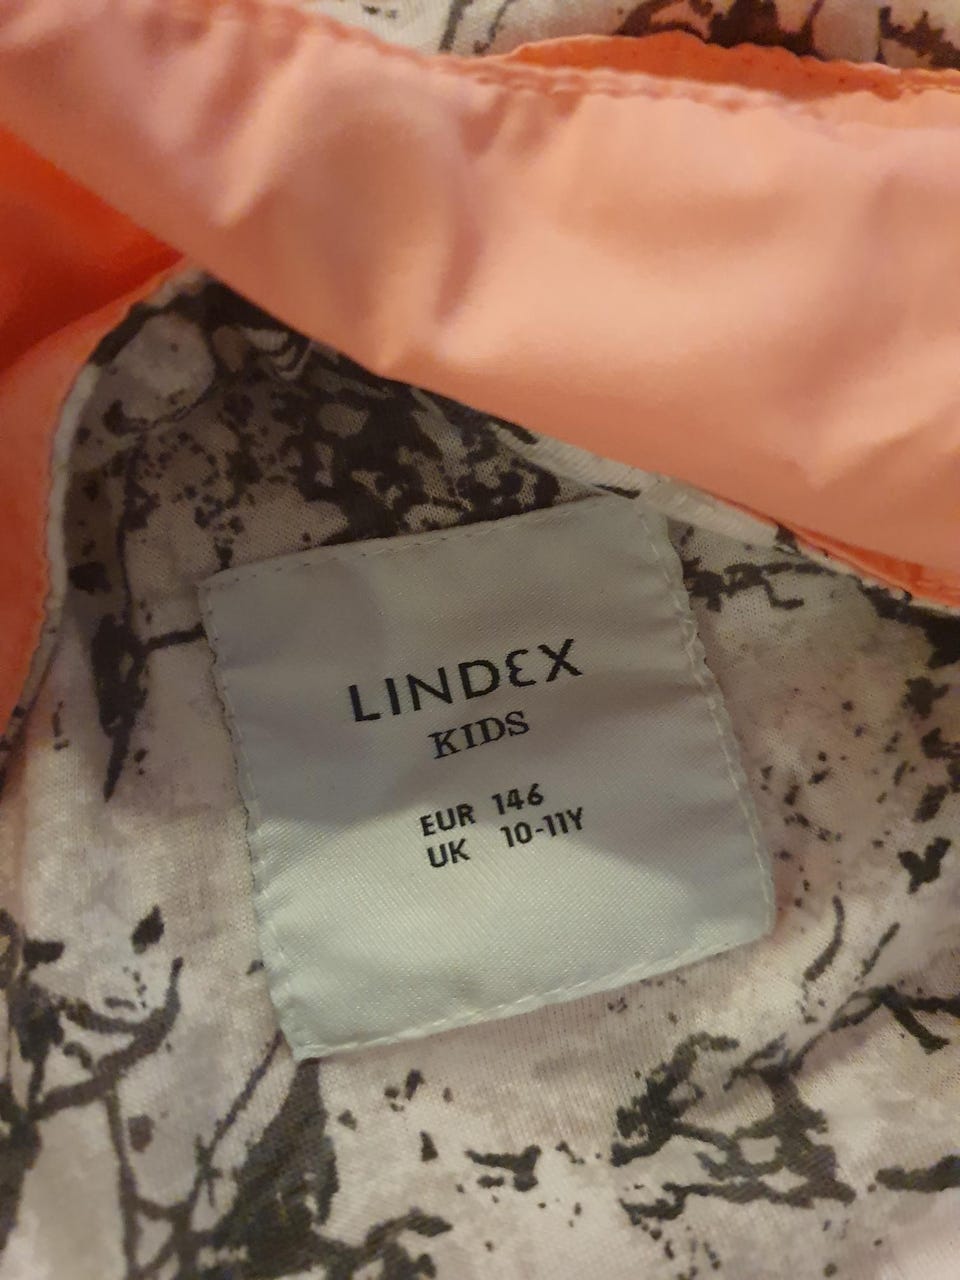 LINDEX
KIDS
EUR 146
UK 10-11Y